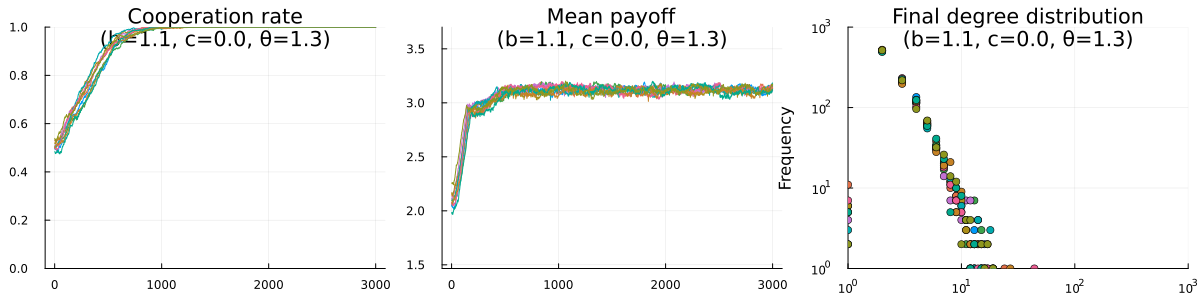 Cooperation rate
(b=1.1, c=0.0, θ=1.3)
1.0
0.8
0.6
0.4
0.2
0.0
0 1000 2000 3000
Mean payoff
(b=1.1, c=0.0, θ=1.3)
3.5
3.0
2.5
2.0
1.5
0 1000 2000 3000
Final degree distribution
(b=1.1, c=0.0, θ=1.3)
Frequency
10³
10²
10¹
10⁰
10⁰ 10¹ 10² 10³